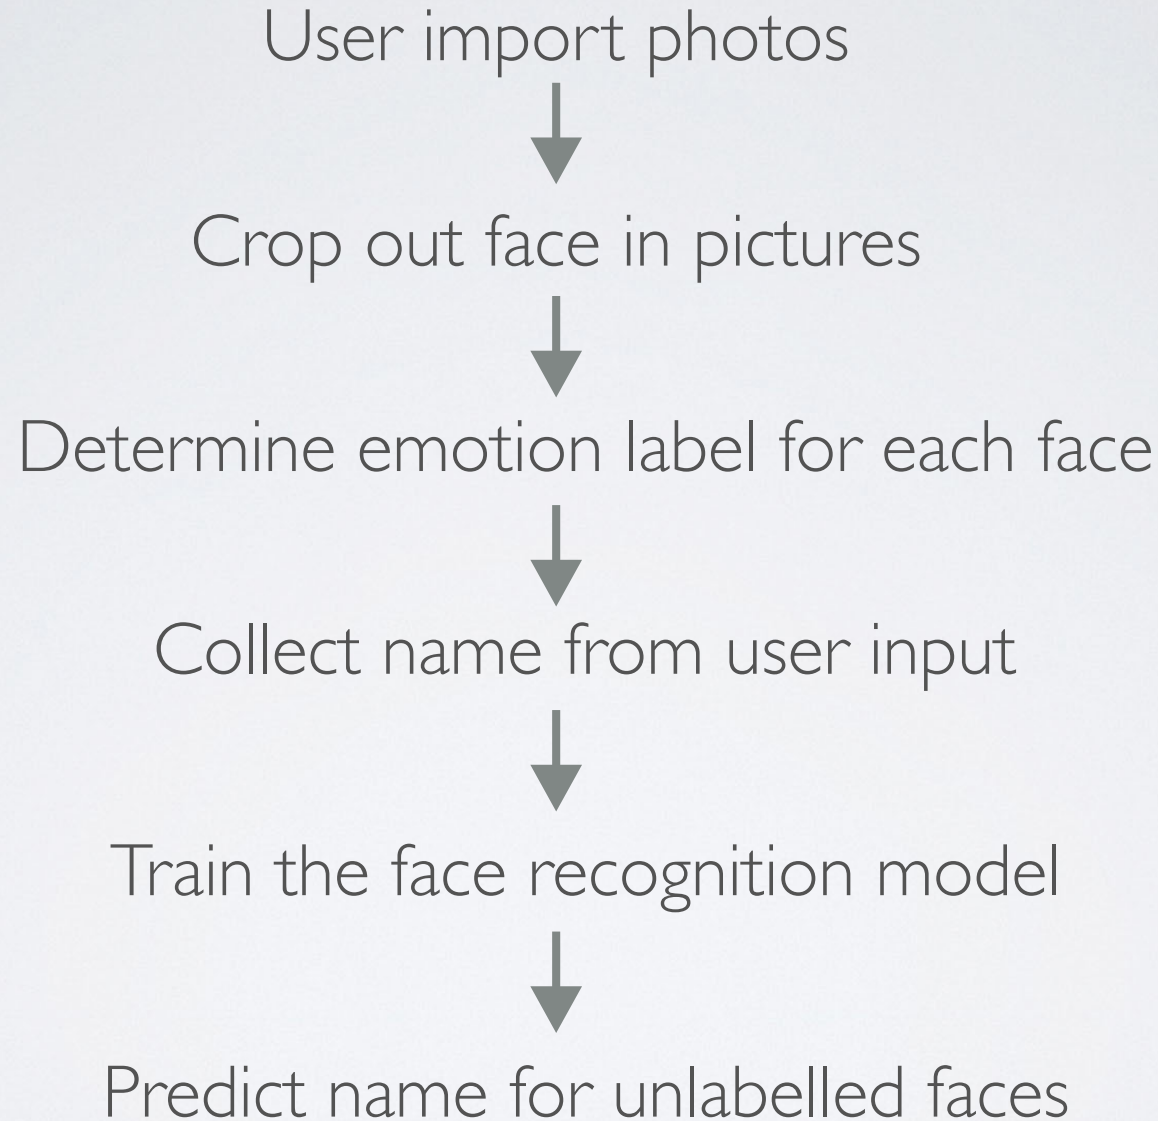 User import photos
Crop out face in pictures
Determine emotion label for each face
Collect name from user input
Train the face recognition model
Predict name for unlabelled faces